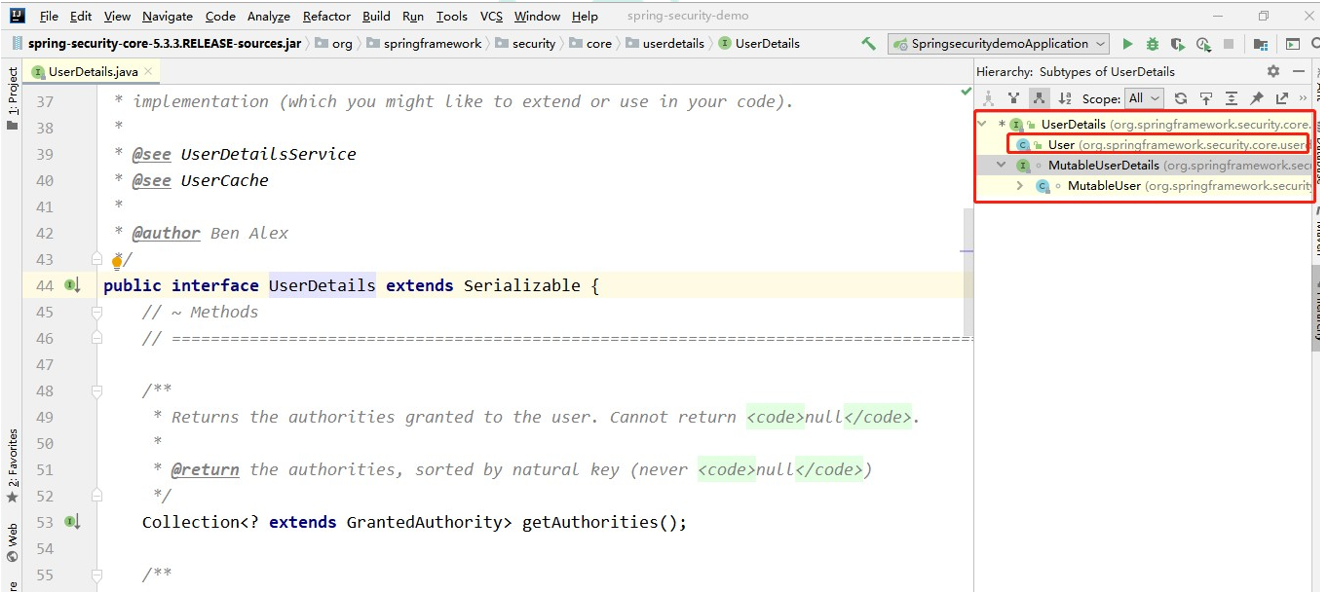 File Edit View Navigate Code Analyze Refactor Build Run Tools VCS Window Help spring-security-demo
spring-security-core-5.3.3.RELEASE-sources.jar org springframework security core userdetails UserDetails SpringsecuritydemoApplication
1: Project
2: Favorites
Web
UserDetails.java
37 * implementation (which you might like to extend or use in your code).
38 *
39 * @see UserDetailsService
40 * @see UserCache
41 *
42 * @author Ben Alex
43 */
44 public interface UserDetails extends Serializable {
45 // ~ Methods
46 // ================================================================================
47
48 /**
49 * Returns the authorities granted to the user. Cannot return <code>null</code>.
50 *
51 * @return the authorities, sorted by natural key (never <code>null</code>)
52 */
53 Collection<? extends GrantedAuthority> getAuthorities();
54
55 /**
Hierarchy: Subtypes of UserDetails
Scope: All
* UserDetails (org.springframework.security.core.
User (org.springframework.security.core.userd
MutableUserDetails (org.springframework.secu
MutableUser (org.springframework.security